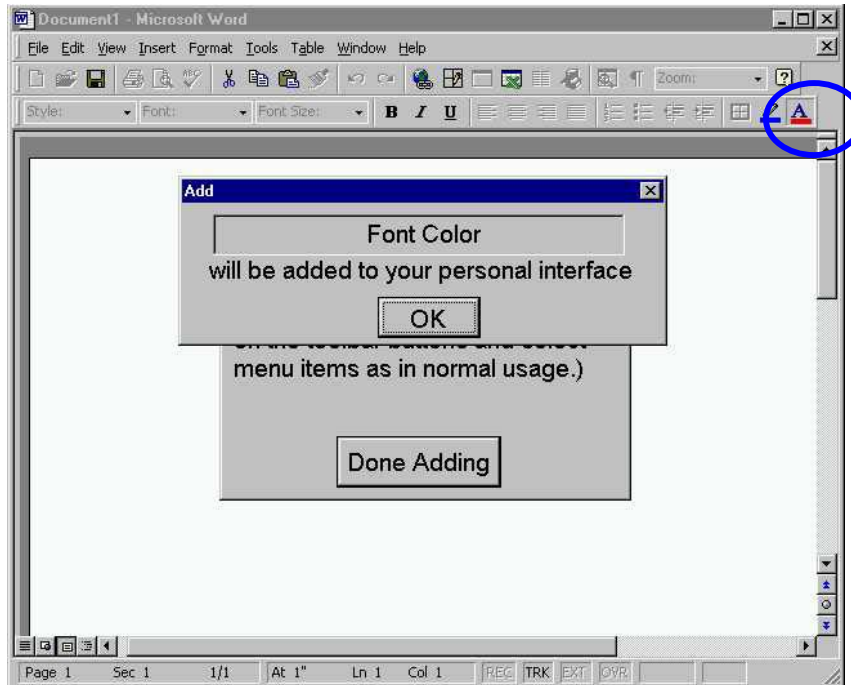 Document1 - Microsoft Word
File Edit View Insert Format Tools Table Window Help
Zoom:
Style: Font: Font Size: B I U A
Add
Font Color
will be added to your personal interface
OK
menu items as in normal usage.)
Done Adding
Page 1 Sec 1 1/1 At 1" Ln 1 Col 1 REC TRK EXT OVR